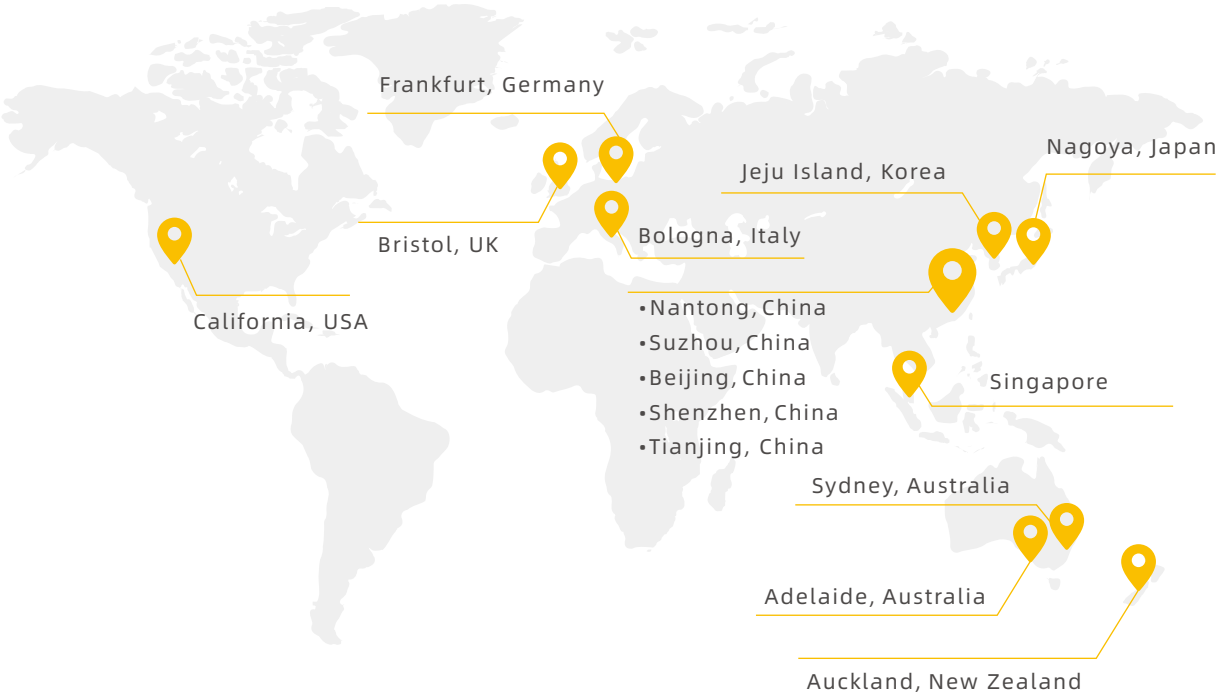 Frankfurt, Germany
Nagoya, Japan
Jeju Island, Korea
Bristol, UK
Bologna, Italy
California, USA
•Nantong, China
•Suzhou, China
•Beijing, China
•Shenzhen, China
•Tianjing, China
Singapore
Sydney, Australia
Adelaide, Australia
Auckland, New Zealand